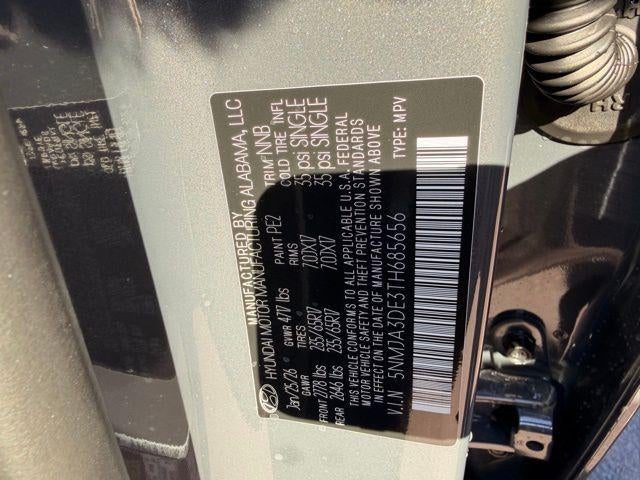 MANUFACTURED BY
HYUNDAI MOTOR MANUFACTURING ALABAMA, LLC
Jan/25/26 PAINT PE2 TRIM NNB
GVWR 4717 lbs
GAWR TIRES RIMS COLD TIRE INFL
FRONT 2778 lbs 235/65R17 7.0JX17 35 psi SINGLE
REAR 2646 lbs 235/65R17 7.0JX17 35 psi SINGLE
THIS VEHICLE CONFORMS TO ALL APPLICABLE U.S.A. FEDERAL
MOTOR VEHICLE SAFETY AND THEFT PREVENTION STANDARDS
IN EFFECT ON THE DATE OF MANUFACTURE SHOWN ABOVE
V.I.N 5NMJA3DE3TH685656 TYPE: MPV
RH